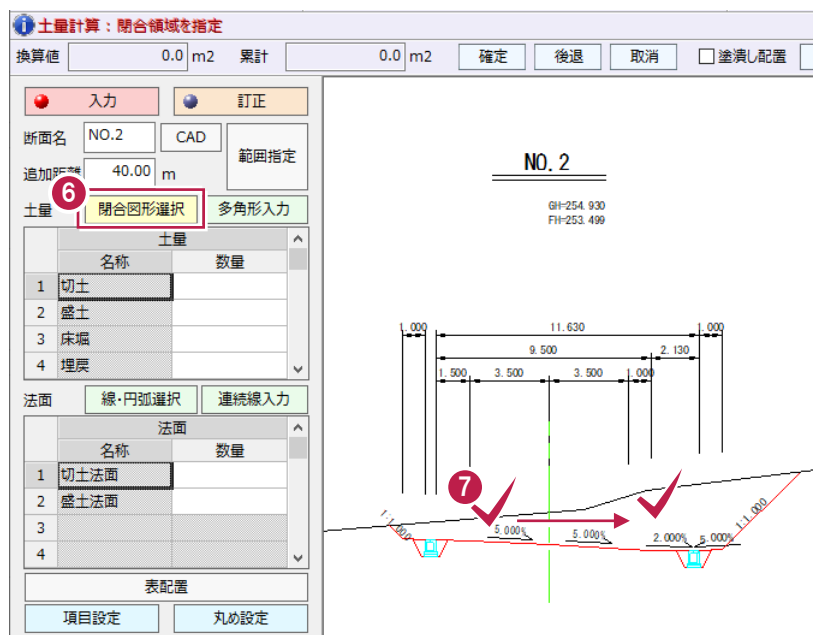 土量計算：閉合領域を指定
換算値 0.0 m2 累計 0.0 m2 確定 後退 取消 塗潰し配置
入力 訂正
断面名 NO.2 CAD 範囲指定
追加距離 40.00 m
6
土量 閉合図形選択 多角形入力
土量
名称 数量
1 切土
2 盛土
3 床堀
4 埋戻
法面 線・円弧選択 連続線入力
法面
名称 数量
1 切土法面
2 盛土法面
3
4
表配置
項目設定 丸め設定
NO. 2
GH=254. 930
FH=253. 499
1.000 11.630 1.000
9.500 2. 130
1.500 3. 500 3. 500 1.000
7
1:1.000 5.000% 5.000% 2.000% 5.000% 1:1.000